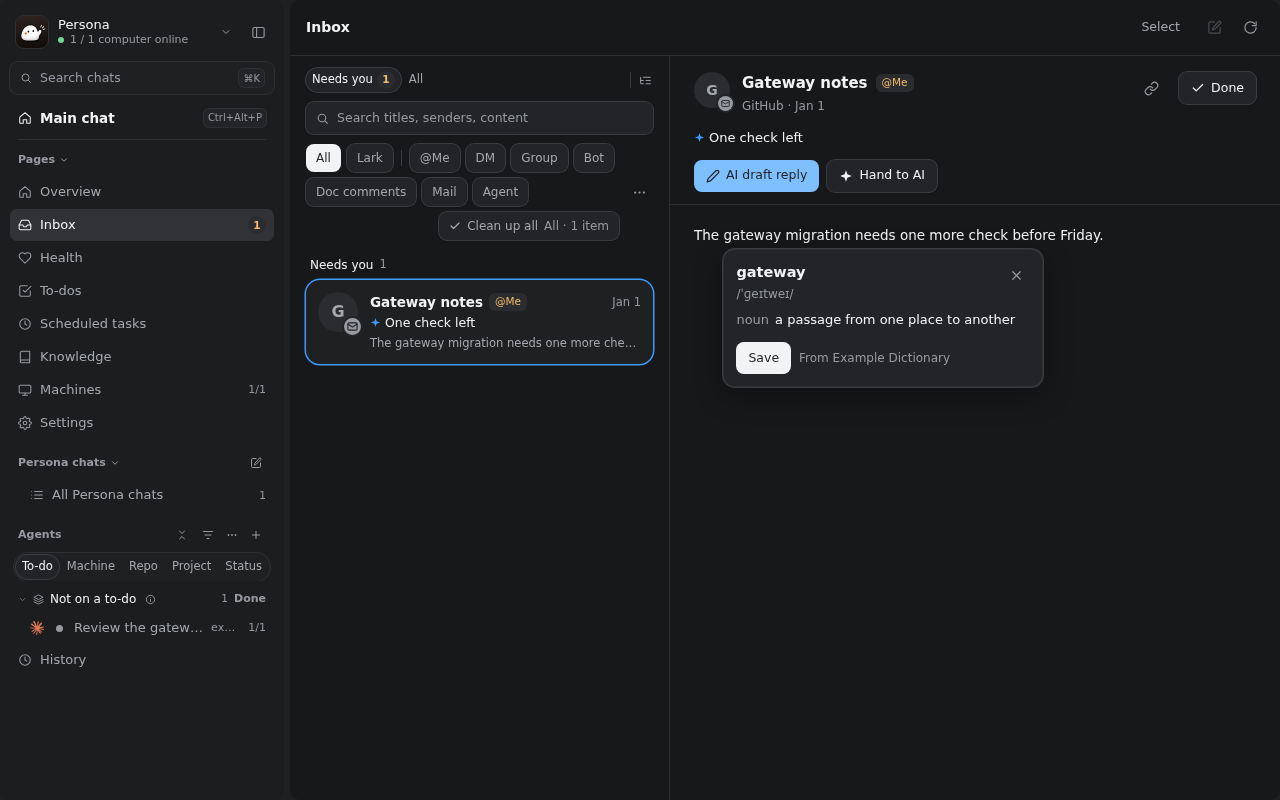 Persona
1 / 1 computer online
Search chats ⌘K
Main chat Ctrl+Alt+P
Pages
Overview
Inbox 1
Health
To-dos
Scheduled tasks
Knowledge
Machines 1/1
Settings
Persona chats
All Persona chats 1
Agents
To-do Machine Repo Project Status
Not on a to-do 1 Done
Review the gatew... ex... 1/1
History
Inbox
Select
Needs you 1 All
Search titles, senders, content
All Lark @Me DM Group Bot
Doc comments Mail Agent
Clean up all All · 1 item
Needs you 1
G
Gateway notes @Me Jan 1
One check left
The gateway migration needs one more che...
G
Gateway notes @Me
GitHub · Jan 1
Done
One check left
AI draft reply Hand to AI
The gateway migration needs one more check before Friday.
gateway
/ˈɡeɪtweɪ/
noun a passage from one place to another
Save From Example Dictionary